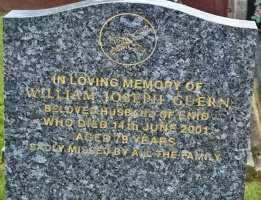 IN LOVING MEMORY OF
WILLIAM JOSEPH GUERN
BELOVED HUSBAND OF ENID
WHO DIED 14th JUNE 2001
AGED 79 YEARS
SADLY MISSED BY ALL THE FAMILY